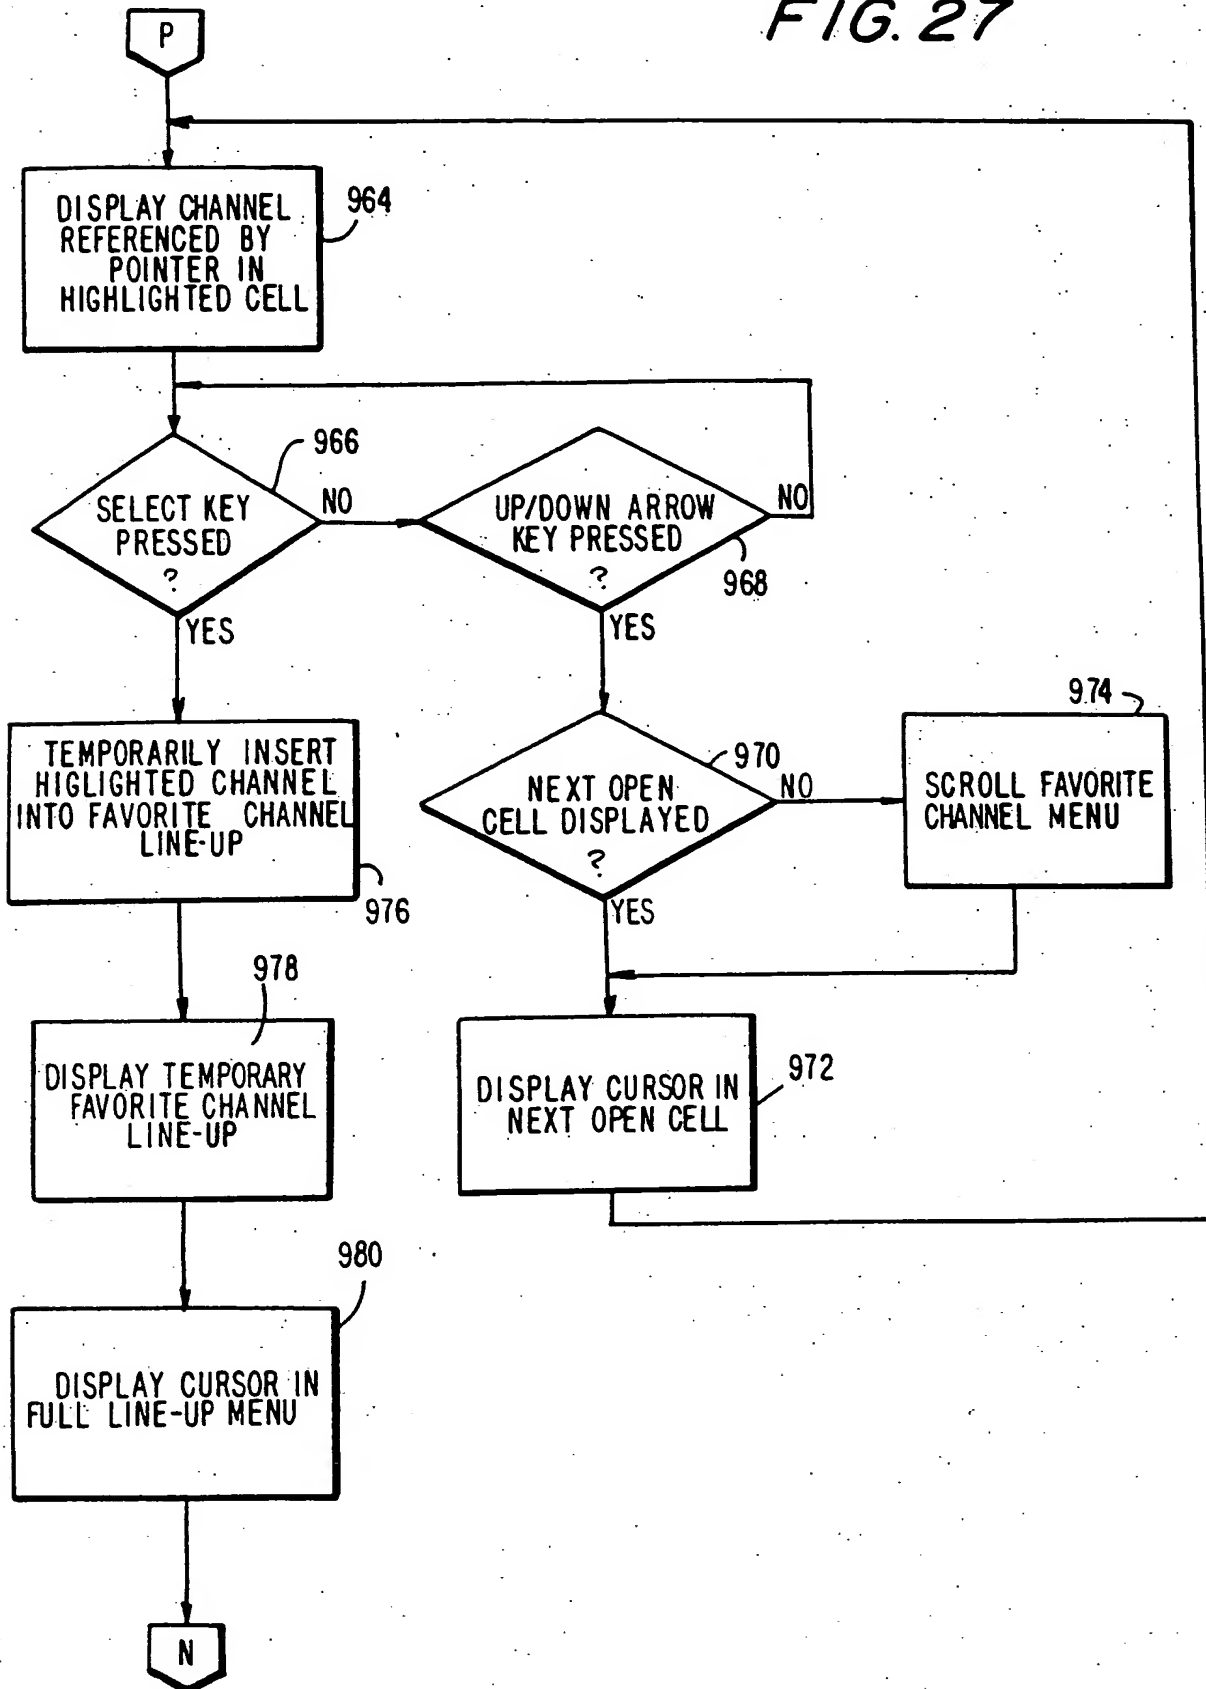 FIG. 27
P
DISPLAY CHANNEL
REFERENCED BY
POINTER IN
HIGHLIGHTED CELL
964
SELECT KEY
PRESSED
?
966
NO
YES
UP/DOWN ARROW
KEY PRESSED
?
968
NO
YES
NEXT OPEN
CELL DISPLAYED
?
970
NO
YES
974
SCROLL FAVORITE
CHANNEL MENU
TEMPORARILY INSERT
HIGLIGHTED CHANNEL
INTO FAVORITE CHANNEL
LINE-UP
976
978
DISPLAY TEMPORARY
FAVORITE CHANNEL
LINE-UP
DISPLAY CURSOR IN
NEXT OPEN CELL
972
980
DISPLAY CURSOR IN
FULL LINE-UP MENU
N